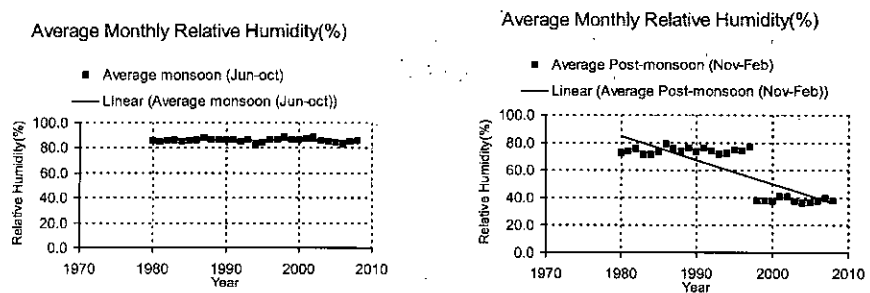 Average Monthly Relative Humidity(%)
Average monsoon (Jun-oct)
Linear (Average monsoon (Jun-oct))
Relative Humidity(%)
100.0
80.0
60.0
40.0
20.0
0.0
1970 1980 1990 2000 2010
Year
Average Monthly Relative Humidity(%)
Average Post-monsoon (Nov-Feb)
Linear (Average Post-monsoon (Nov-Feb))
Relative Humidity(%)
100.0
80.0
60.0
40.0
20.0
0.0
1970 1980 1990 2000 2010
Year